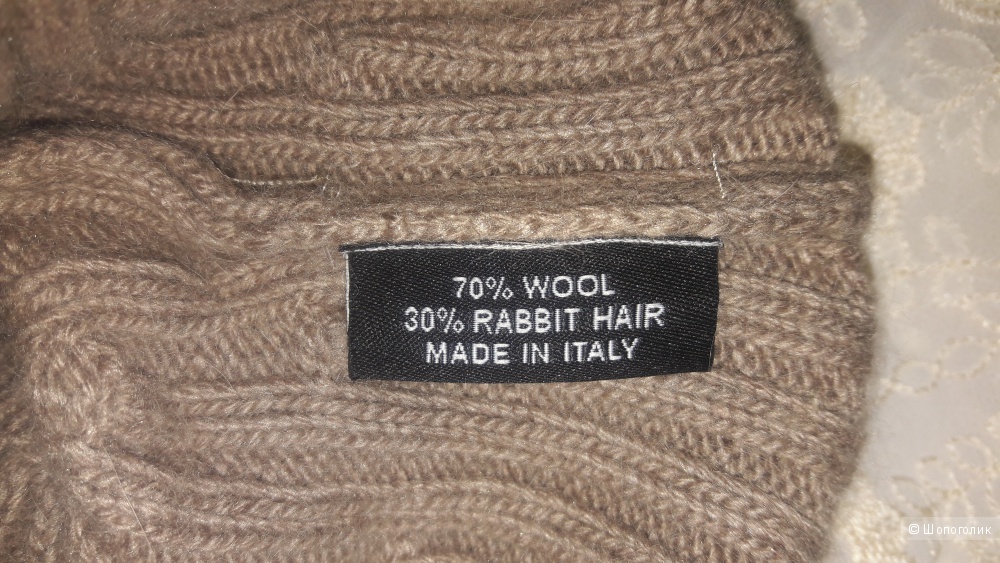 70% WOOL
30% RABBIT HAIR
MADE IN ITALY
© Шопоголик